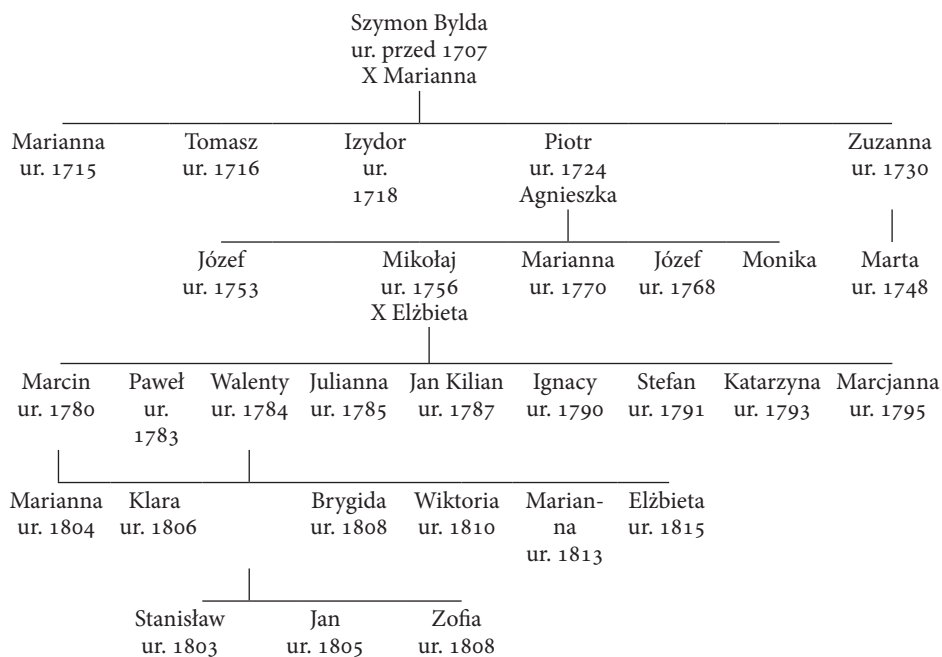 Szymon Bylda
ur. przed 1707
X Marianna
Marianna Tomasz Izydor Piotr Zuzanna
ur. 1715 ur. 1716 ur. ur. 1724 ur. 1730
1718 Agnieszka
Józef Mikołaj Marianna Józef Monika Marta
ur. 1753 ur. 1756 ur. 1770 ur. 1768 ur. 1748
X Elżbieta
Marcin Paweł Walenty Julianna Jan Kilian Ignacy Stefan Katarzyna Marcjanna
ur. 1780 ur. ur. 1784 ur. 1785 ur. 1787 ur. 1790 ur. 1791 ur. 1793 ur. 1795
1783
Marianna Klara Brygida Wiktoria Marian- Elżbieta
ur. 1804 ur. 1806 ur. 1808 ur. 1810 na ur. 1815
ur. 1813
Stanisław Jan Zofia
ur. 1803 ur. 1805 ur. 1808